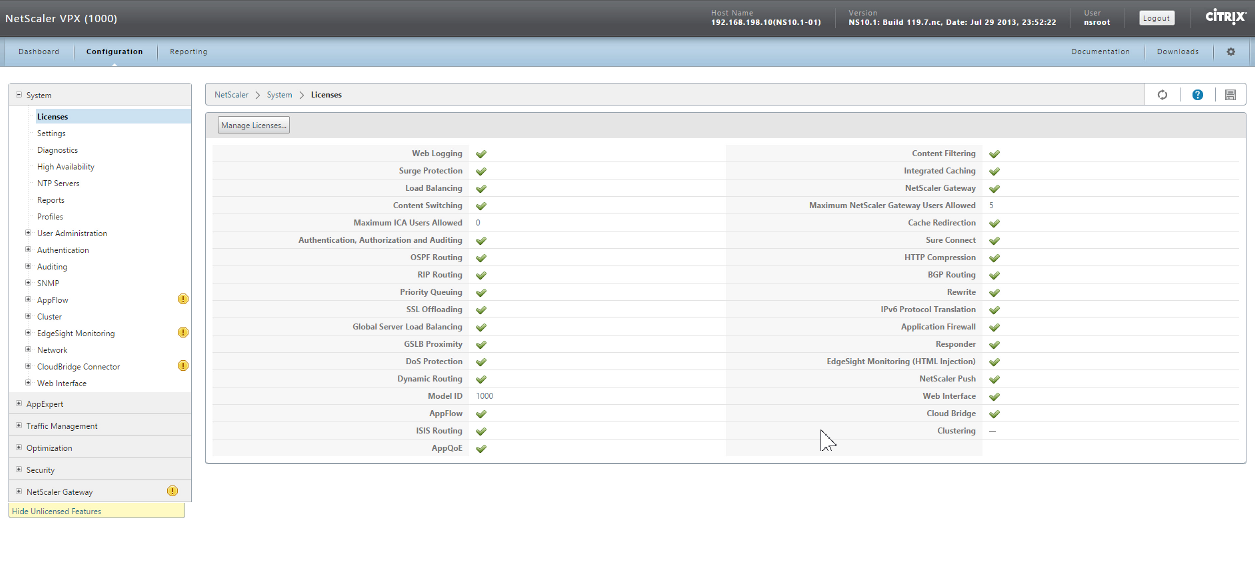 NetScaler VPX (1000)
Host Name
192.168.198.10(NS10.1-01)
Version
NS10.1: Build 119.7.nc, Date: Jul 29 2013, 23:52:22
User
nsroot
Logout
CITRIX
Dashboard
Configuration
Reporting
Documentation
Downloads
System
Licenses
Settings
Diagnostics
High Availability
NTP Servers
Reports
Profiles
User Administration
Authentication
Auditing
SNMP
AppFlow
Cluster
EdgeSight Monitoring
Network
CloudBridge Connector
Web Interface
AppExpert
Traffic Management
Optimization
Security
NetScaler Gateway
Hide Unlicensed Features
NetScaler > System > Licenses
Manage Licenses...
Web Logging
Surge Protection
Load Balancing
Content Switching
Maximum ICA Users Allowed 0
Authentication, Authorization and Auditing
OSPF Routing
RIP Routing
Priority Queuing
SSL Offloading
Global Server Load Balancing
GSLB Proximity
DoS Protection
Dynamic Routing
Model ID 1000
AppFlow
ISIS Routing
AppQoE
Content Filtering
Integrated Caching
NetScaler Gateway
Maximum NetScaler Gateway Users Allowed 5
Cache Redirection
Sure Connect
HTTP Compression
BGP Routing
Rewrite
IPv6 Protocol Translation
Application Firewall
Responder
EdgeSight Monitoring (HTML Injection)
NetScaler Push
Web Interface
Cloud Bridge
Clustering —